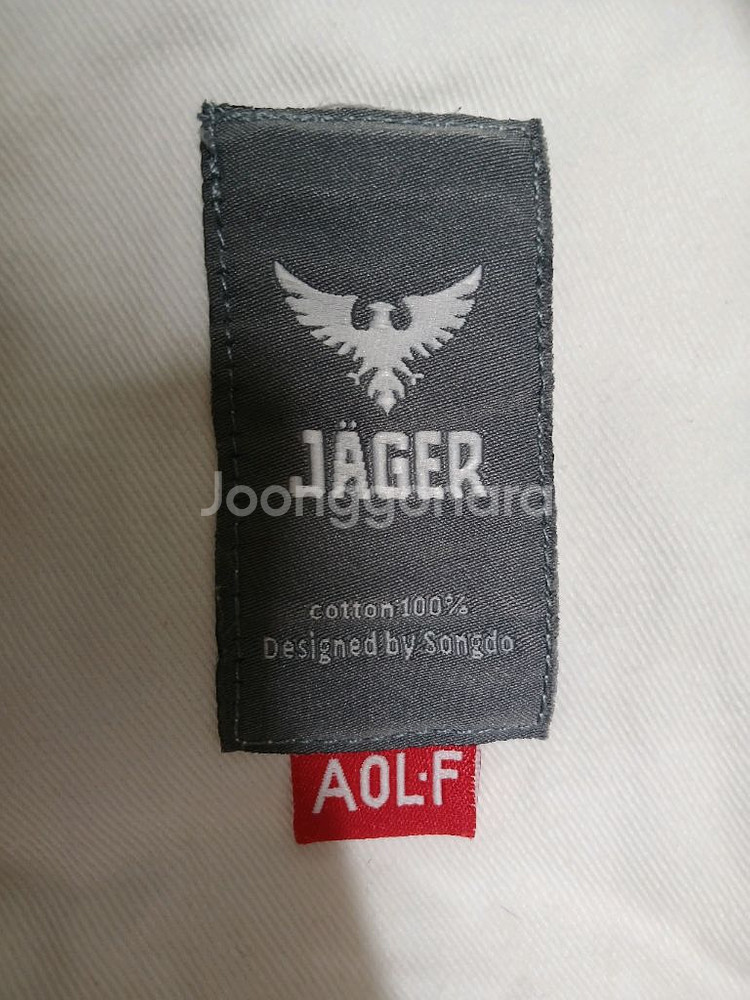 JÄGER
Joonggonara
cotton100%
Designed by Songdo
AOL·F